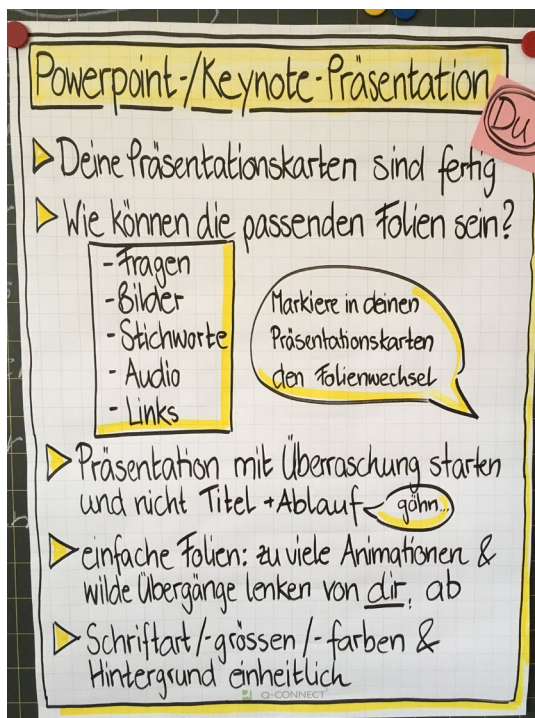 Powerpoint-/Keynote-Präsentation
Du
Deine Präsentationskarten sind fertig
Wie können die passenden Folien sein?
- Fragen
- Bilder
- Stichworte
- Audio
- Links
Markiere in deinen
Präsentationskarten
den Folienwechsel
Präsentation mit Überraschung starten
und nicht Titel + Ablauf
gähn...
einfache Folien: zu viele Animationen &
wilde Übergänge lenken von dir, ab
Schriftart/-grössen/-farben &
Hintergrund einheitlich
Q-CONNECT